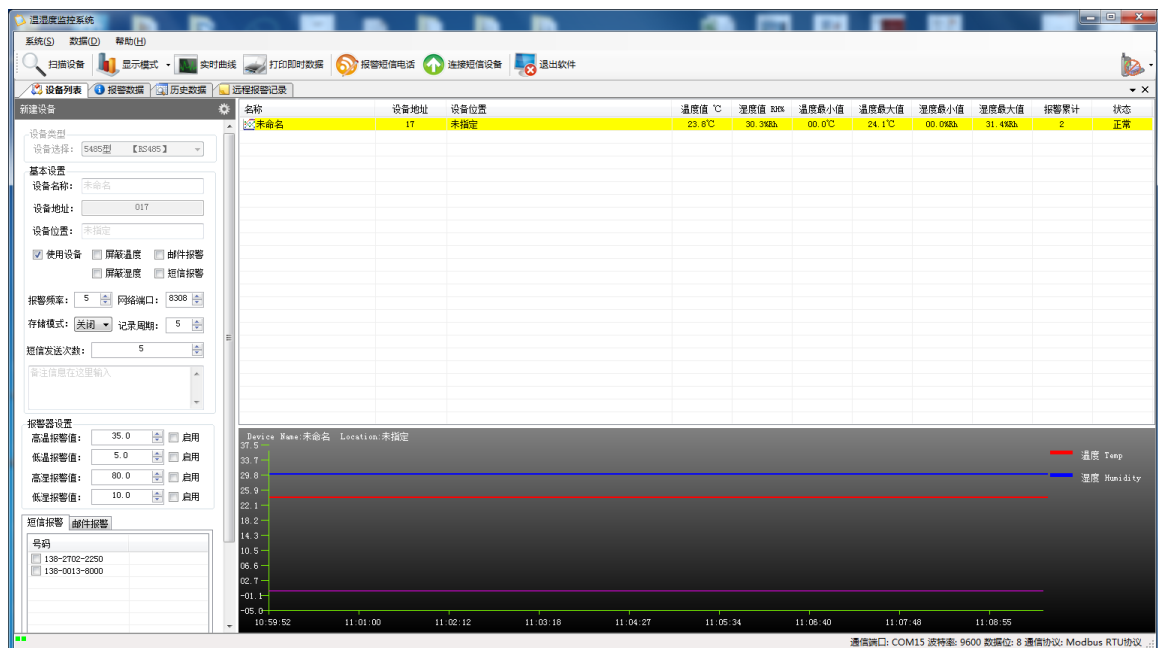 温湿度监控系统
系统(S) 数据(D) 帮助(H)
扫描设备 显示模式 实时曲线 打印即时数据 报警短信电话 连接短信设备 退出软件
设备列表 报警数据 历史数据 远程报警记录
新建设备
设备类型
设备选择: S485型 【RS485】
基本设置
设备名称: 未命名
设备地址: 017
设备位置: 未指定
使用设备 屏蔽温度 邮件报警
屏蔽湿度 短信报警
报警频率: 5 网络端口: 8308
存储模式: 关闭 记录周期: 5
短信发送次数: 5
备注信息在这里输入
报警器设置
高温报警值: 35.0 启用
低温报警值: 5.0 启用
高湿报警值: 80.0 启用
低湿报警值: 10.0 启用
短信报警 邮件报警
号码
138-2702-2250
138-0013-8000
名称 设备地址 设备位置 温度值 ℃ 湿度值 RH% 温度最小值 温度最大值 湿度最小值 湿度最大值 报警累计 状态
未命名 17 未指定 23.8℃ 30.3%Rh 00.0℃ 24.1℃ 00.0%Rh 31.4%Rh 2 正常
Device Name:未命名 Location:未指定
37.5
33.7
29.8
25.9
22.1
18.2
14.3
10.5
06.6
02.7
-01.1
-05.0
温度 Temp
湿度 Humidity
10:59:52 11:01:00 11:02:12 11:03:18 11:04:27 11:05:34 11:06:40 11:07:48 11:08:55
通信端口: COM15 波特率: 9600 数据位: 8 通信协议: Modbus RTU协议